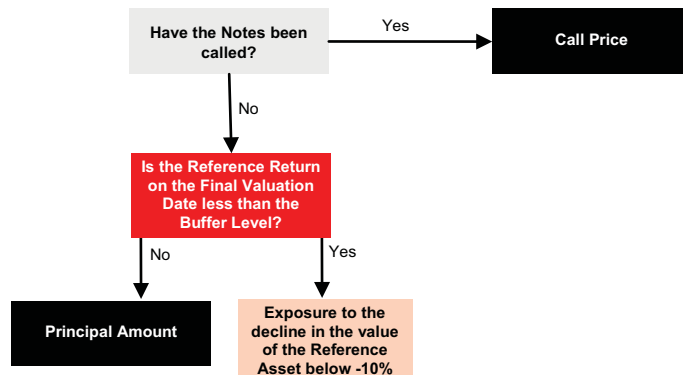 Have the Notes been
called?
Yes
Call Price
No
Is the Reference Return
on the Final Valuation
Date less than the
Buffer Level?
No
Yes
Principal Amount
Exposure to the
decline in the value
of the Reference
Asset below -10%